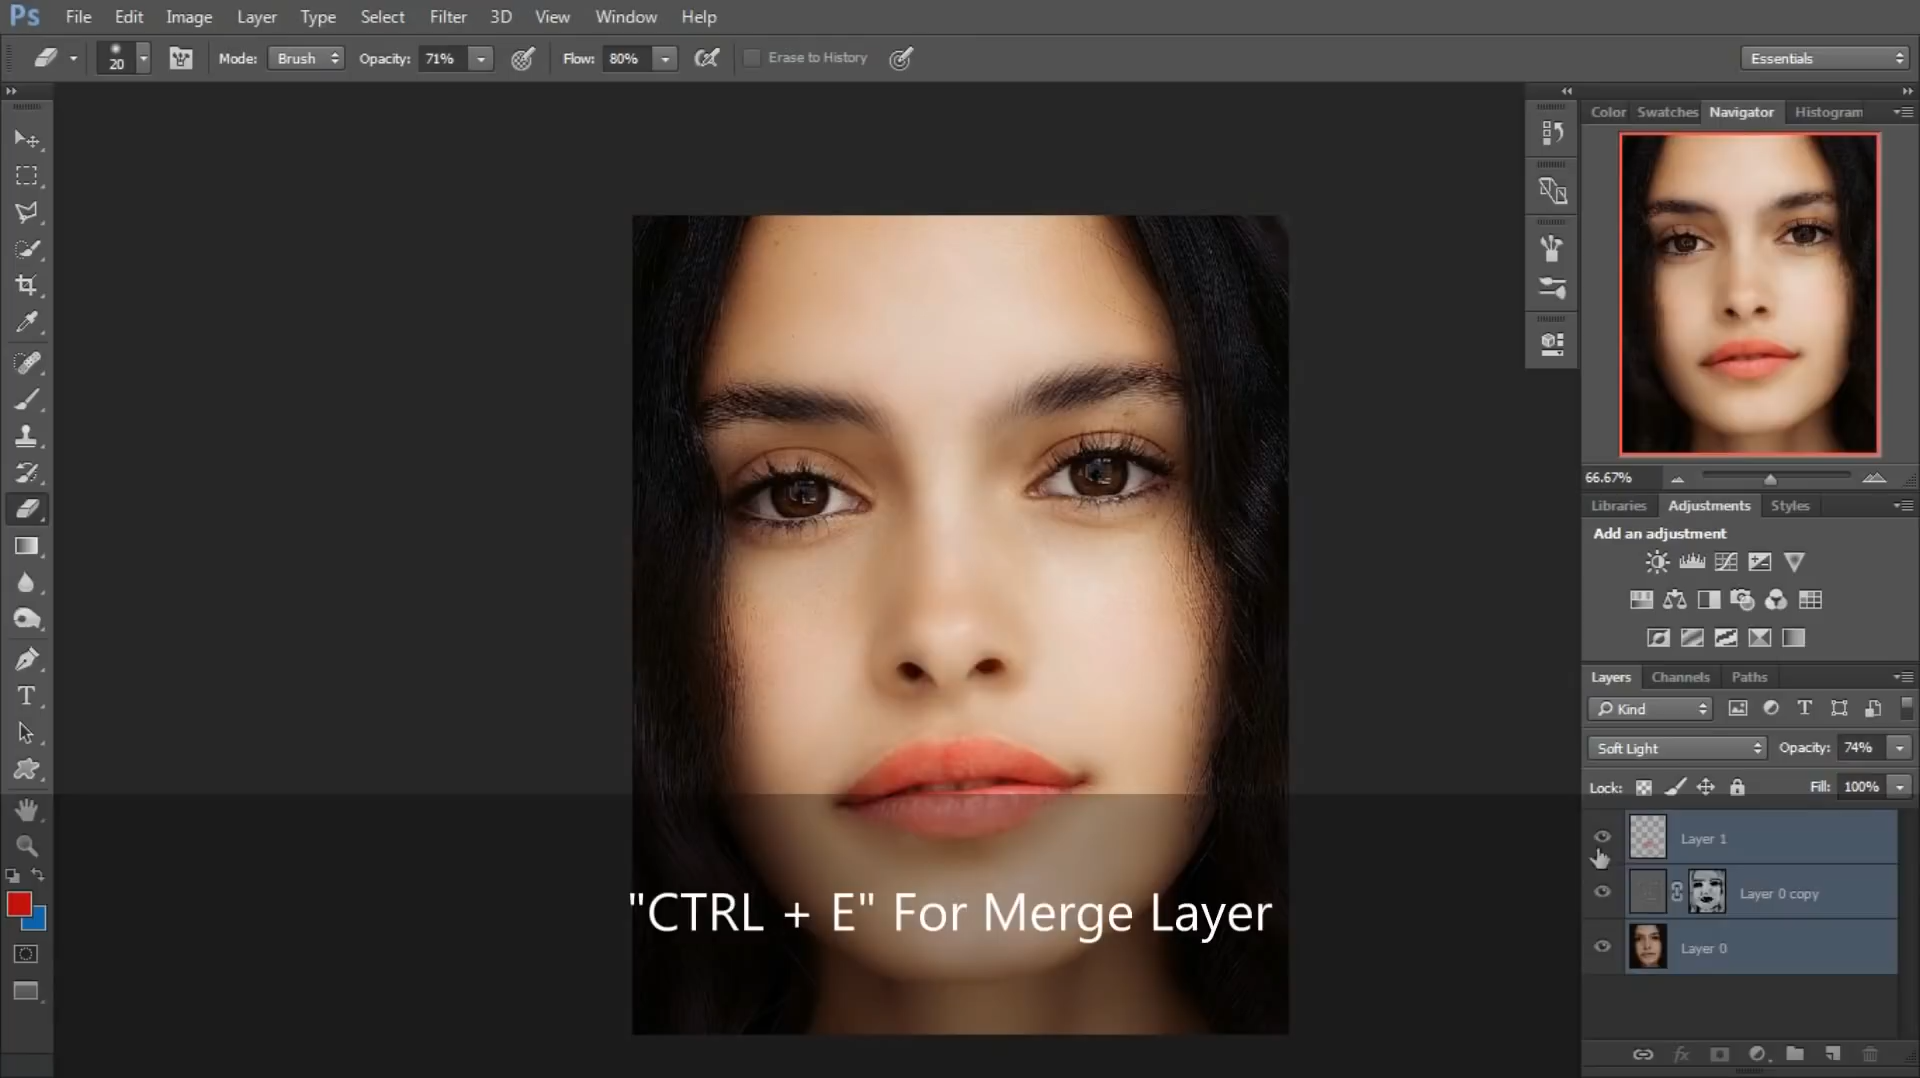 Ps File Edit Image Layer Type Select Filter 3D View Window Help
20 Mode: Brush Opacity: 71% Flow: 80% Erase to History Essentials
Color Swatches Navigator Histogram
66.67%
Libraries Adjustments Styles
Add an adjustment
Layers Channels Paths
Kind
Soft Light Opacity: 74%
Lock: Fill: 100%
Layer 1
Layer 0 copy
Layer 0
"CTRL + E" For Merge Layer